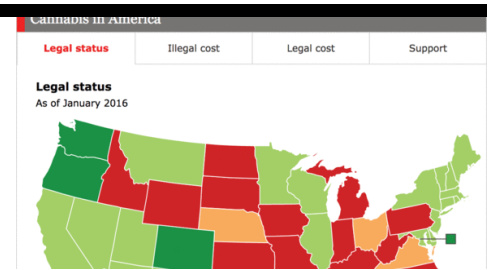 Cannabis in America
Legal status Illegal cost Legal cost Support
Legal status
As of January 2016